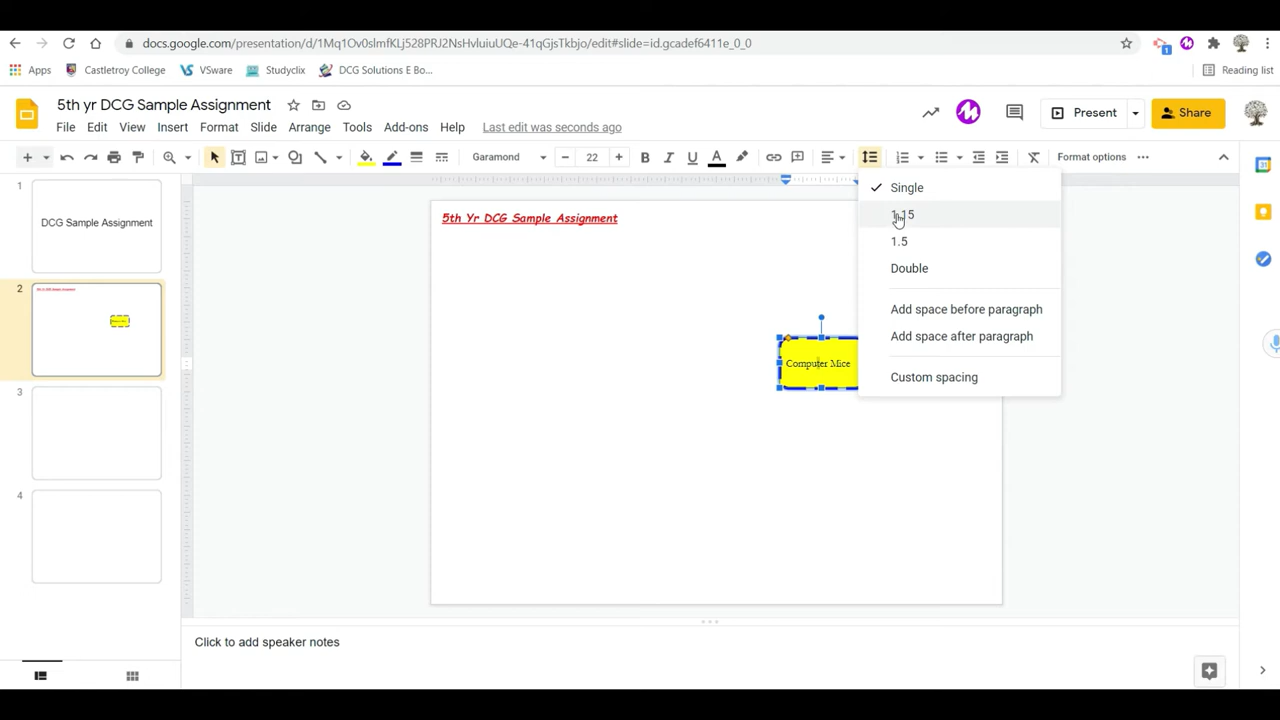 docs.google.com/presentation/d/1Mq1Ov0slmfKLj528PRJ2NsHvluiuUQe-41qGjsTkbjo/edit#slide=id.gcadef6411e_0_0
1
Apps Castletroy College VSware Studyclix DCG Solutions E Bo... Reading list
5th yr DCG Sample Assignment
Present
Share
File Edit View Insert Format Slide Arrange Tools Add-ons Help Last edit was seconds ago
Garamond 22 B I U A Format options
Single
1.15
1.5
Double
Add space before paragraph
Add space after paragraph
Custom spacing
1
DCG Sample Assignment
2
3
4
5th Yr DCG Sample Assignment
Computer Mice
Click to add speaker notes